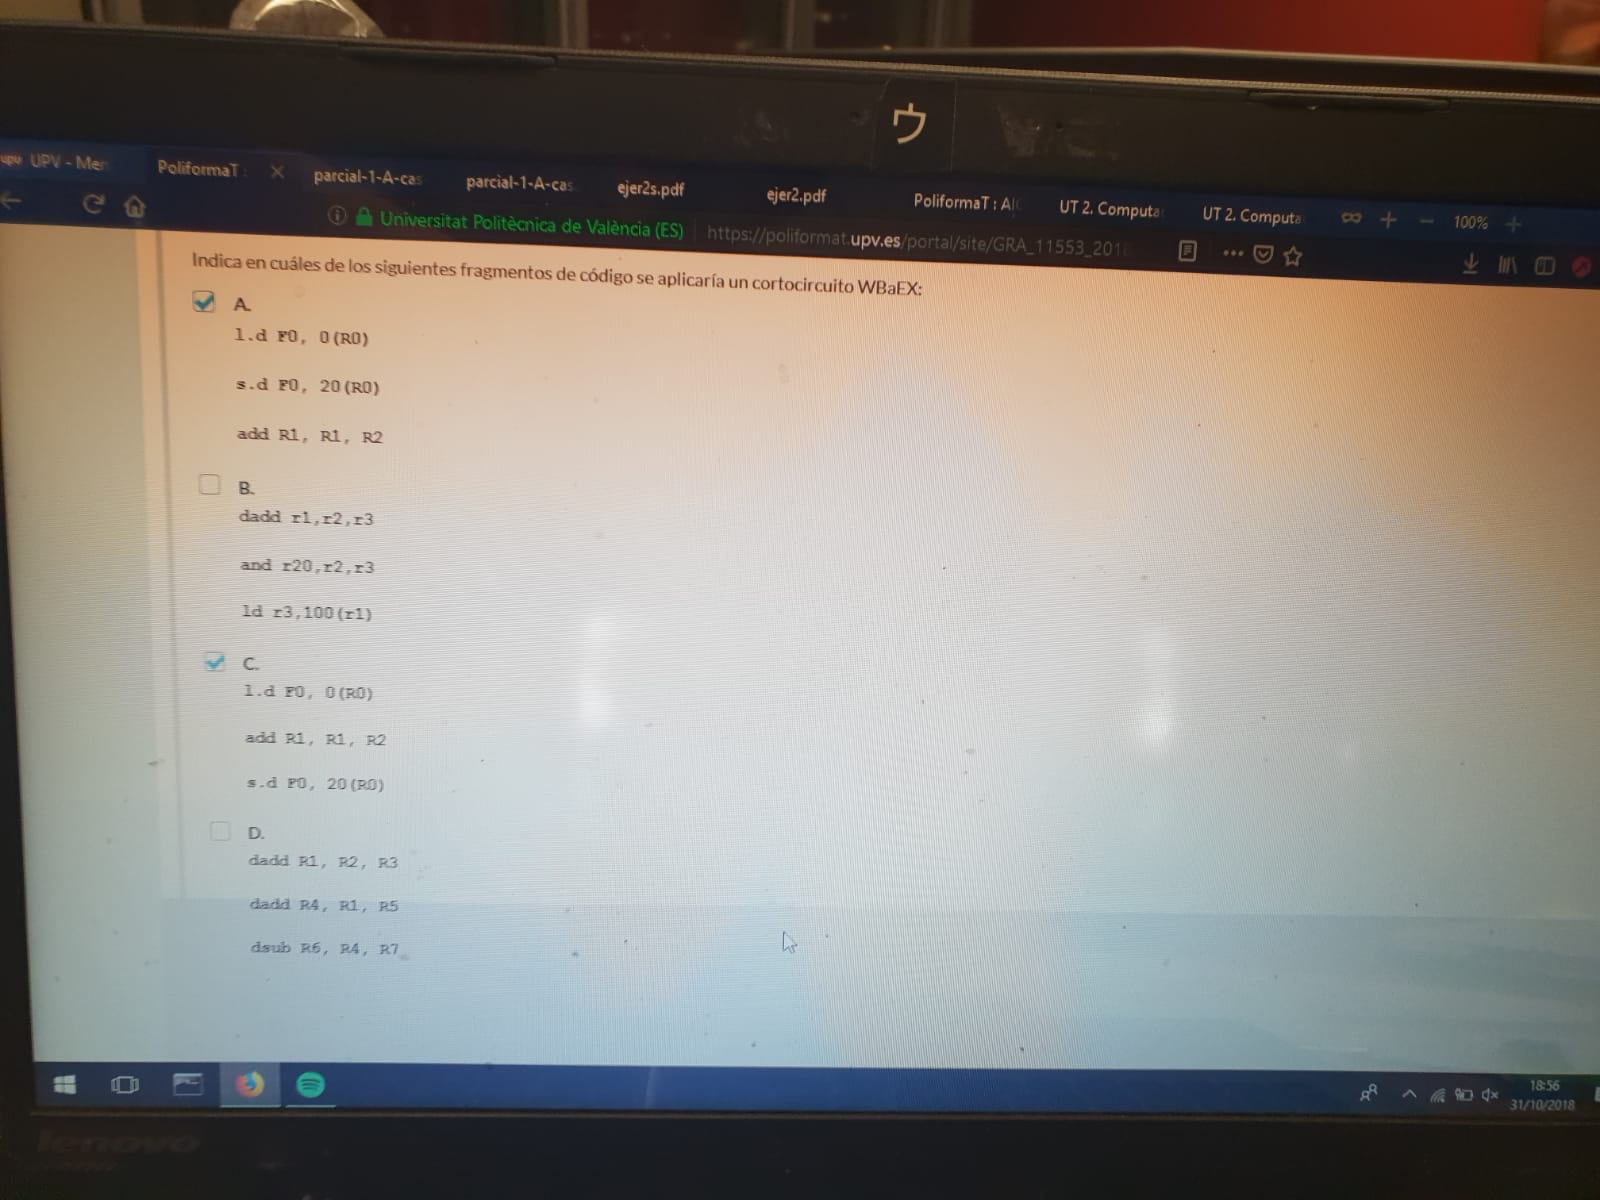 ウ
UPV - Mer
PoliformaT :
parcial-1-A-cas
parcial-1-A-cas
ejer2s.pdf
ejer2.pdf
PoliformaT : AIC
UT 2. Computa
UT 2. Computa
100%
Universitat Politècnica de València (ES)
https://poliformat.upv.es/portal/site/GRA_11553_201
Indica en cuáles de los siguientes fragmentos de código se aplicaría un cortocircuito WBaEX:
A.
l.d F0, 0(R0)
s.d F0, 20(R0)
add R1, R1, R2
B.
dadd r1,r2,r3
and r20,r2,r3
ld r3,100(r1)
C.
l.d F0, 0(R0)
add R1, R1, R2
s.d F0, 20(R0)
D.
dadd R1, R2, R3
dadd R4, R1, R5
dsub R6, R4, R7
18:56
31/10/2018
lenovo